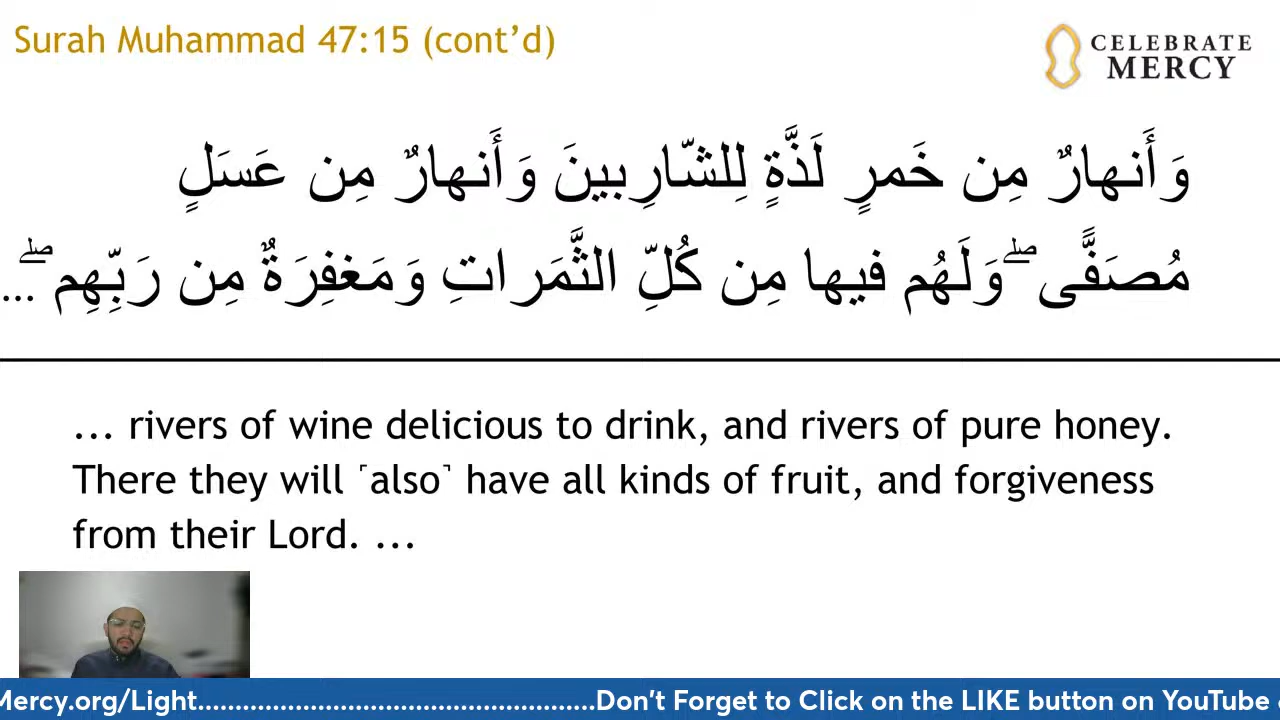 Surah Muhammad 47:15 (cont’d)
CELEBRATE
MERCY
وَأَنهارٌ مِن خَمرٍ لَذَّةٍ لِلشّارِبينَ وَأَنهارٌ مِن عَسَلٍ
مُصَفًّى ۖ وَلَهُم فيها مِن كُلِّ الثَّمَراتِ وَمَغفِرَةٌ مِن رَبِّهِم ۖ ...
... rivers of wine delicious to drink, and rivers of pure honey.
There they will ˹also˺ have all kinds of fruit, and forgiveness
from their Lord. ...
Mercy.org/Light.....................................................Don’t Forget to Click on the LIKE button on YouTube